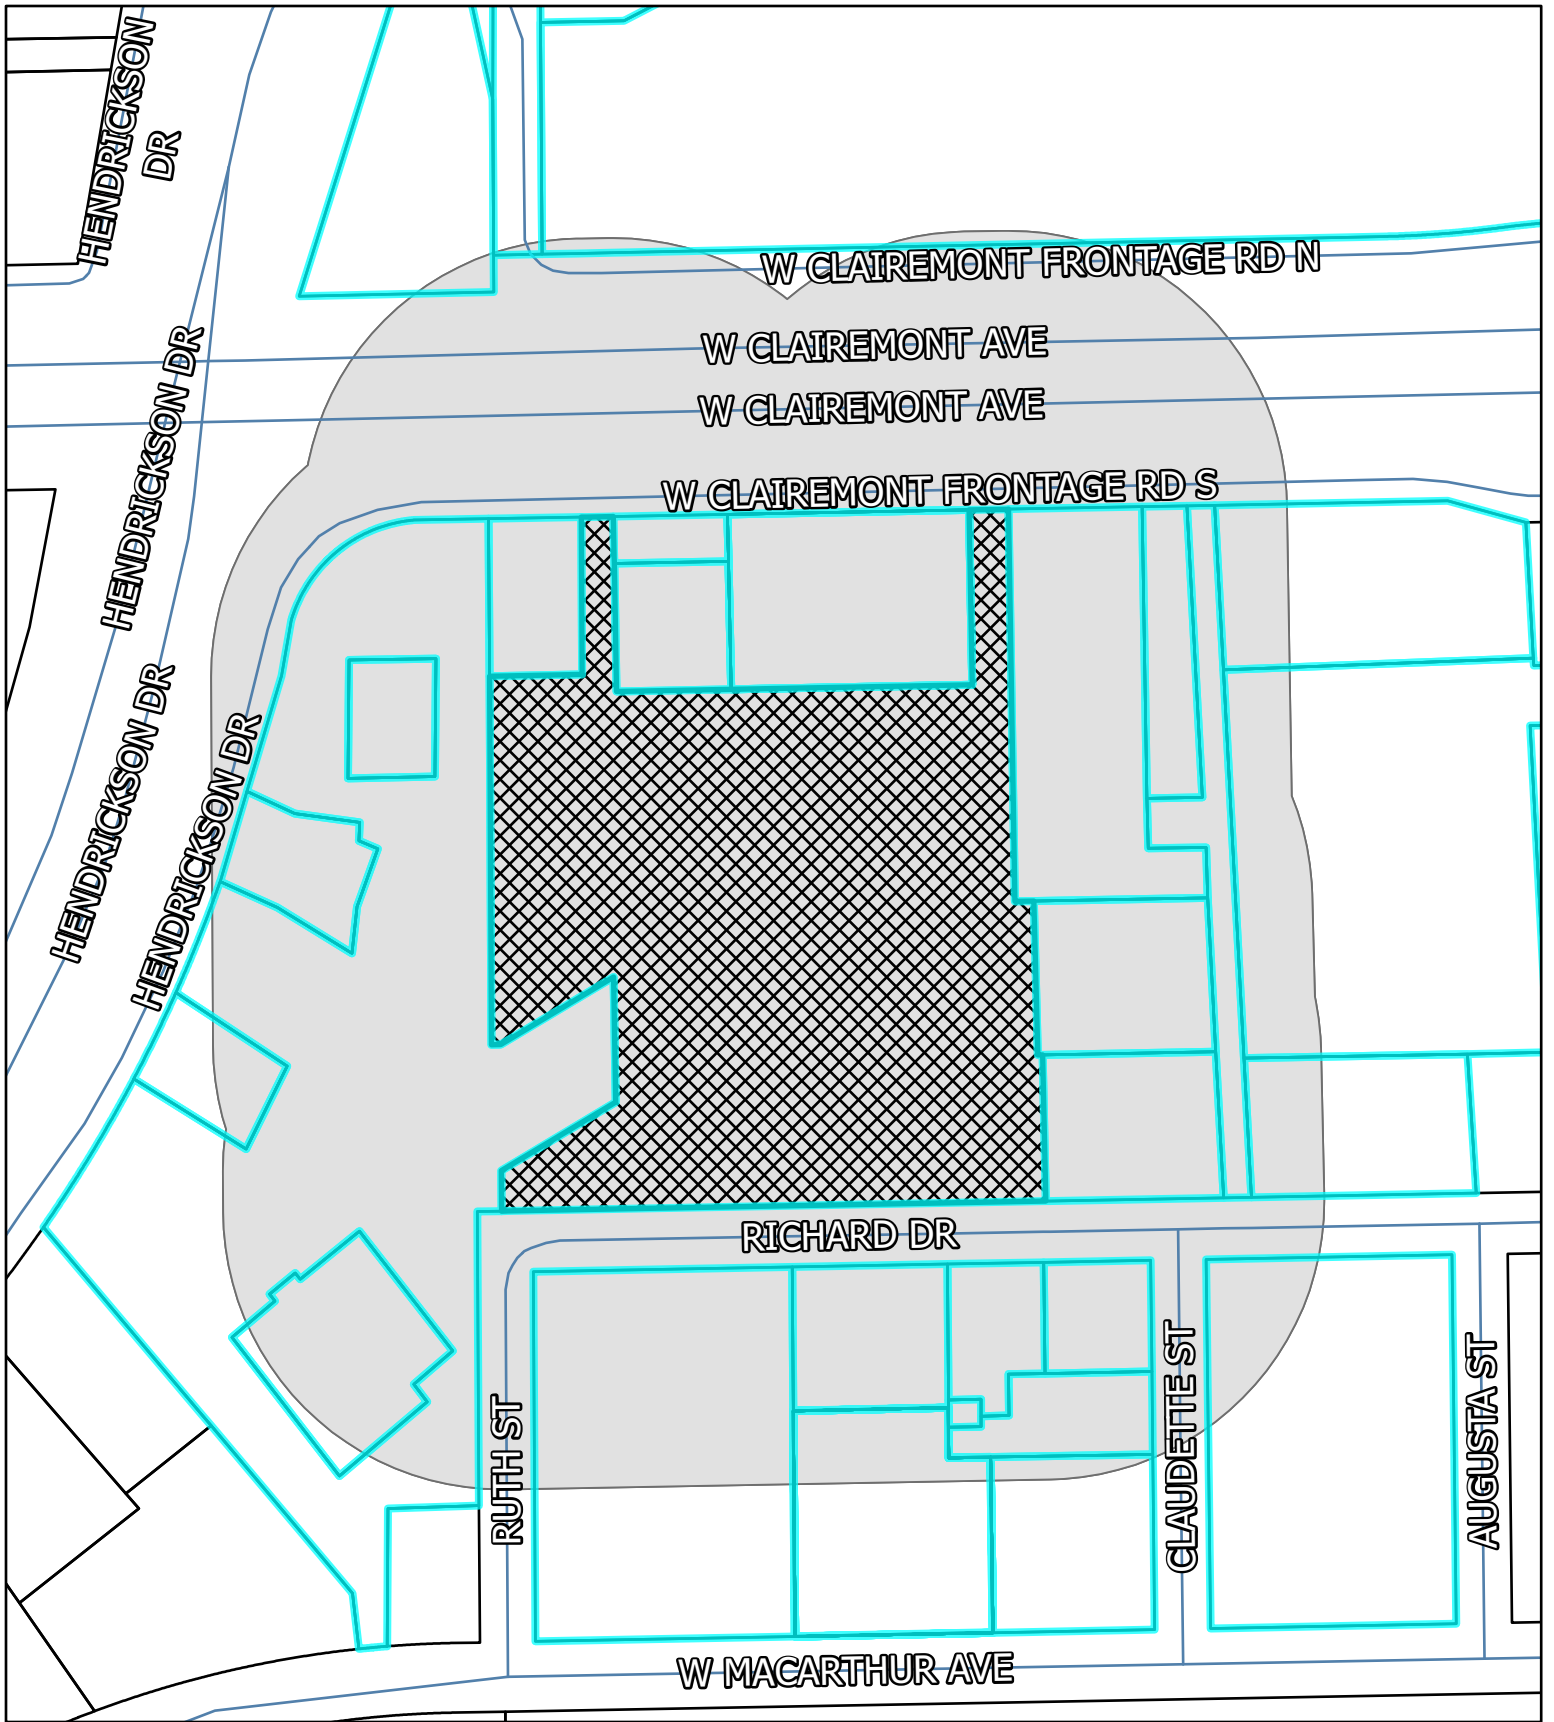 HENDRICKSON
DR
W CLAIREMONT FRONTAGE RD N
W CLAIREMONT AVE
HENDRICKSON DR
W CLAIREMONT AVE
W CLAIREMONT FRONTAGE RD S
HENDRICKSON DR
HENDRICKSON DR
RICHARD DR
RUTH ST
CLAUDETTE ST
AUGUSTA ST
W MACARTHUR AVE